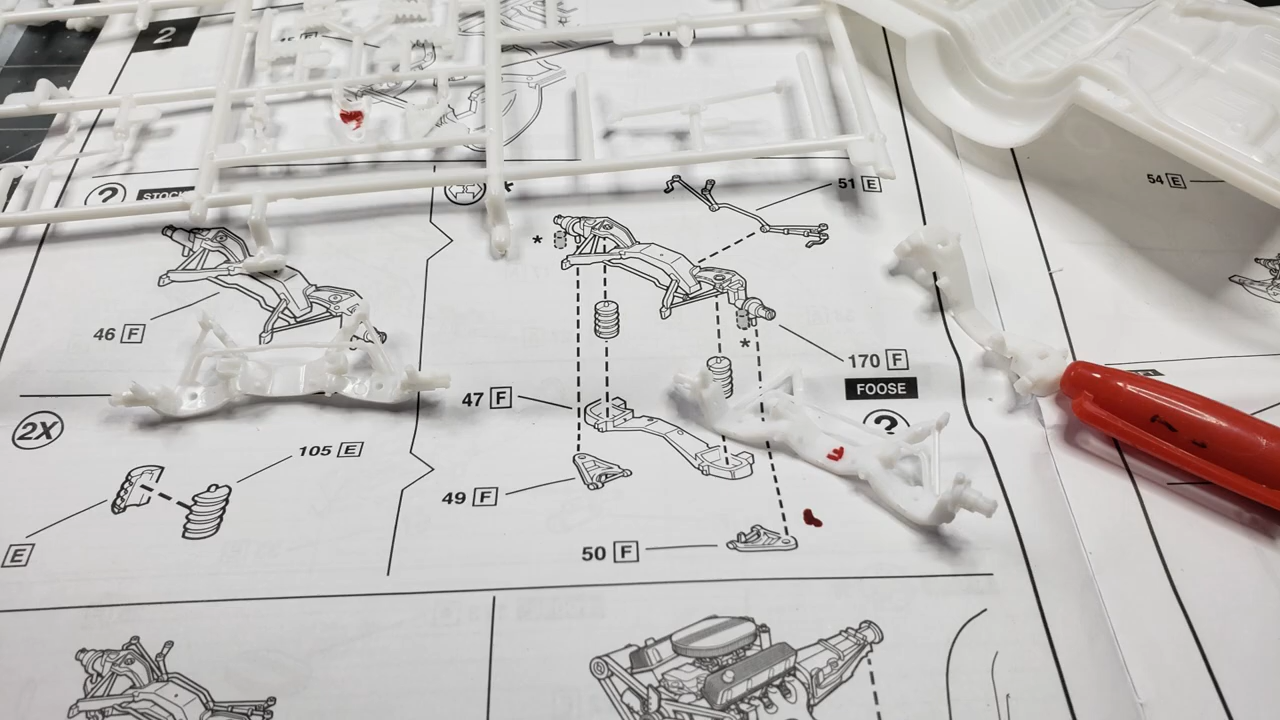 2
?
STOCK
*
51 E
54 E
*
46 F
*
170 F
FOOSE
?
47 F
2X
105 E
49 F
E
50 F